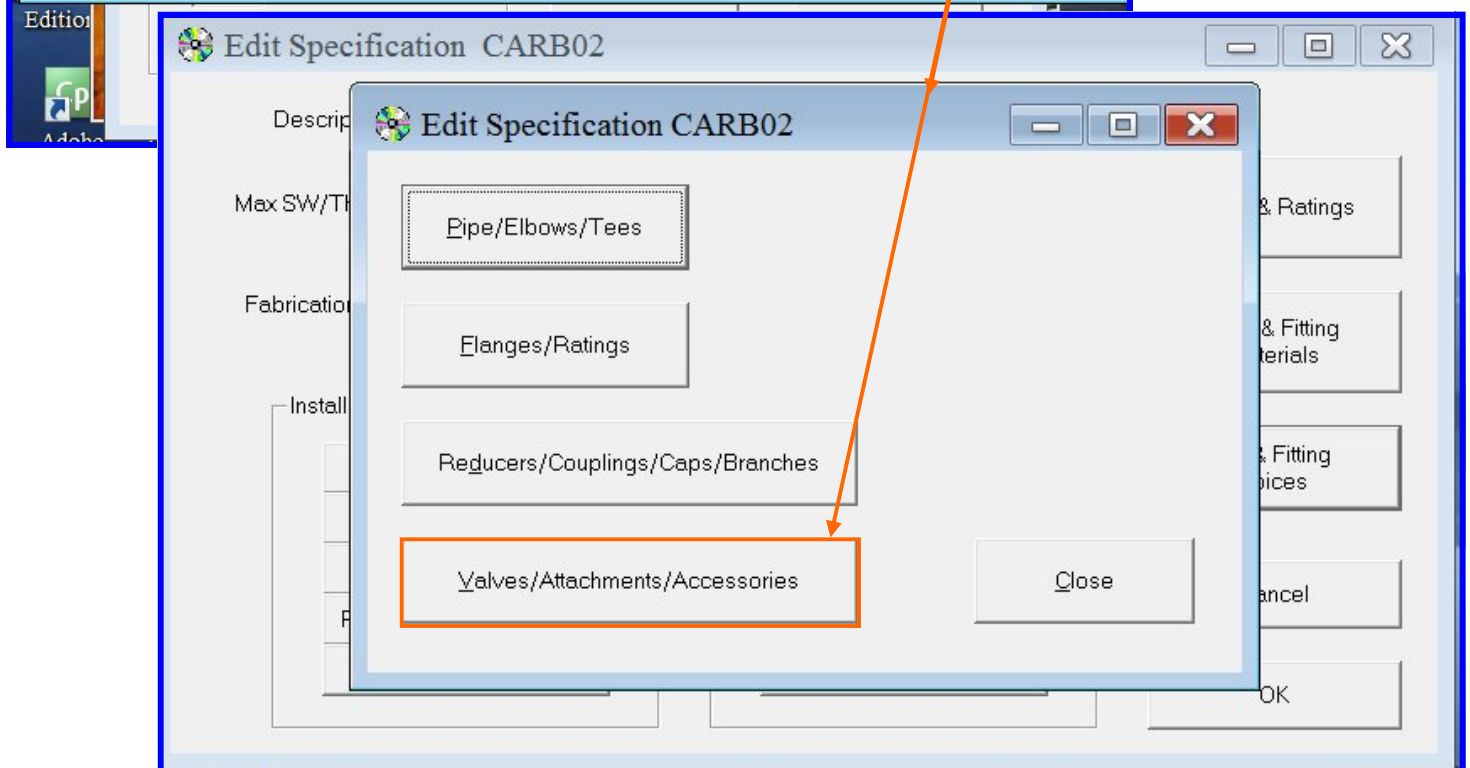 Edition
Cp
Adobe
Edit Specification CARB02
Descrip
Edit Specification CARB02
Max SW/TH
Pipe/Elbows/Tees
& Ratings
Fabrication
Flanges/Ratings
& Fitting
terials
Install
Reducers/Couplings/Caps/Branches
& Fitting
oices
Valves/Attachments/Accessories
Close
ancel
F
OK